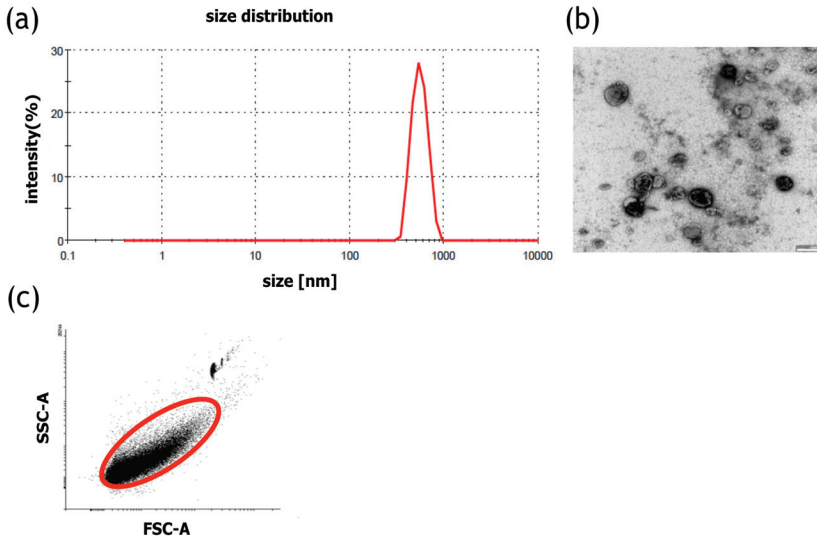 (a)
size distribution
intensity(%)
30
20
10
0
0.1
1
10
100
1000
10000
size [nm]
(b)
(c)
SSC-A
FSC-A